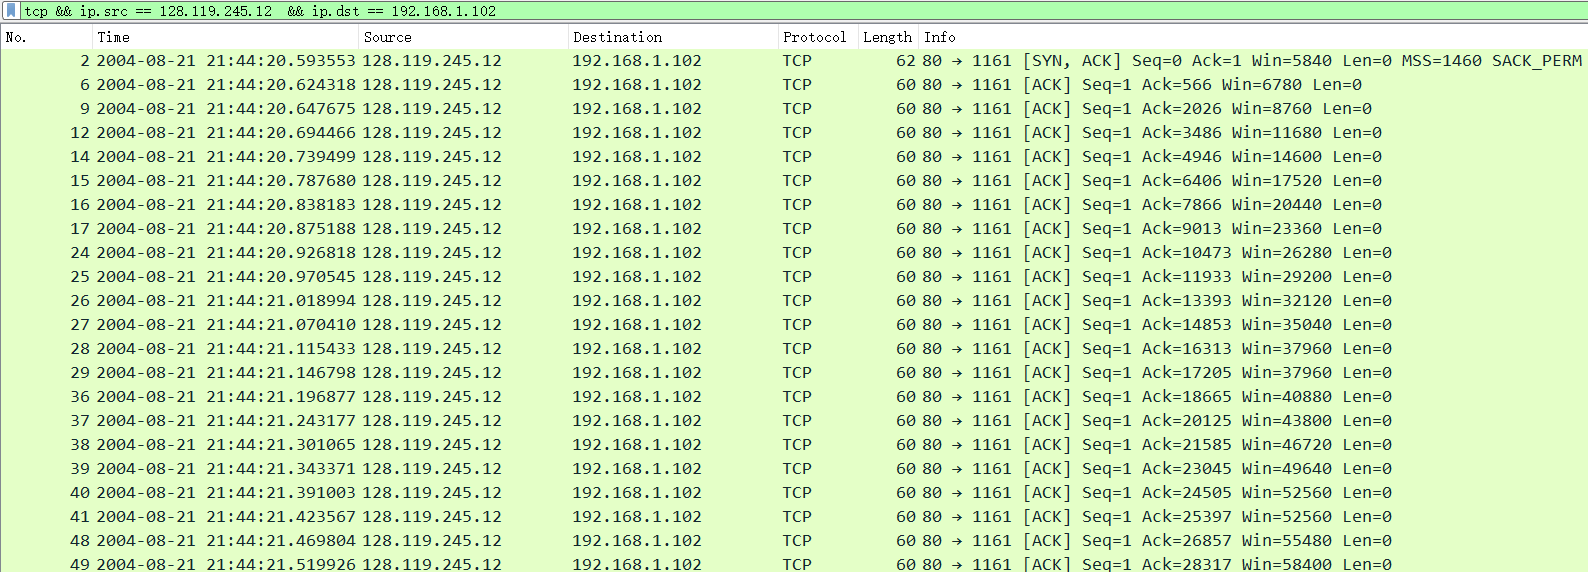 tcp && ip.src == 128.119.245.12  && ip.dst == 192.168.1.102
No. Time Source Destination Protocol Length Info
2 2004-08-21 21:44:20.593553 128.119.245.12 192.168.1.102 TCP 62 80 → 1161 [SYN, ACK] Seq=0 Ack=1 Win=5840 Len=0 MSS=1460 SACK_PERM
6 2004-08-21 21:44:20.624318 128.119.245.12 192.168.1.102 TCP 60 80 → 1161 [ACK] Seq=1 Ack=566 Win=6780 Len=0
9 2004-08-21 21:44:20.647675 128.119.245.12 192.168.1.102 TCP 60 80 → 1161 [ACK] Seq=1 Ack=2026 Win=8760 Len=0
12 2004-08-21 21:44:20.694466 128.119.245.12 192.168.1.102 TCP 60 80 → 1161 [ACK] Seq=1 Ack=3486 Win=11680 Len=0
14 2004-08-21 21:44:20.739499 128.119.245.12 192.168.1.102 TCP 60 80 → 1161 [ACK] Seq=1 Ack=4946 Win=14600 Len=0
15 2004-08-21 21:44:20.787680 128.119.245.12 192.168.1.102 TCP 60 80 → 1161 [ACK] Seq=1 Ack=6406 Win=17520 Len=0
16 2004-08-21 21:44:20.838183 128.119.245.12 192.168.1.102 TCP 60 80 → 1161 [ACK] Seq=1 Ack=7866 Win=20440 Len=0
17 2004-08-21 21:44:20.875188 128.119.245.12 192.168.1.102 TCP 60 80 → 1161 [ACK] Seq=1 Ack=9013 Win=23360 Len=0
24 2004-08-21 21:44:20.926818 128.119.245.12 192.168.1.102 TCP 60 80 → 1161 [ACK] Seq=1 Ack=10473 Win=26280 Len=0
25 2004-08-21 21:44:20.970545 128.119.245.12 192.168.1.102 TCP 60 80 → 1161 [ACK] Seq=1 Ack=11933 Win=29200 Len=0
26 2004-08-21 21:44:21.018994 128.119.245.12 192.168.1.102 TCP 60 80 → 1161 [ACK] Seq=1 Ack=13393 Win=32120 Len=0
27 2004-08-21 21:44:21.070410 128.119.245.12 192.168.1.102 TCP 60 80 → 1161 [ACK] Seq=1 Ack=14853 Win=35040 Len=0
28 2004-08-21 21:44:21.115433 128.119.245.12 192.168.1.102 TCP 60 80 → 1161 [ACK] Seq=1 Ack=16313 Win=37960 Len=0
29 2004-08-21 21:44:21.146798 128.119.245.12 192.168.1.102 TCP 60 80 → 1161 [ACK] Seq=1 Ack=17205 Win=37960 Len=0
36 2004-08-21 21:44:21.196877 128.119.245.12 192.168.1.102 TCP 60 80 → 1161 [ACK] Seq=1 Ack=18665 Win=40880 Len=0
37 2004-08-21 21:44:21.243177 128.119.245.12 192.168.1.102 TCP 60 80 → 1161 [ACK] Seq=1 Ack=20125 Win=43800 Len=0
38 2004-08-21 21:44:21.301065 128.119.245.12 192.168.1.102 TCP 60 80 → 1161 [ACK] Seq=1 Ack=21585 Win=46720 Len=0
39 2004-08-21 21:44:21.343371 128.119.245.12 192.168.1.102 TCP 60 80 → 1161 [ACK] Seq=1 Ack=23045 Win=49640 Len=0
40 2004-08-21 21:44:21.391003 128.119.245.12 192.168.1.102 TCP 60 80 → 1161 [ACK] Seq=1 Ack=24505 Win=52560 Len=0
41 2004-08-21 21:44:21.423567 128.119.245.12 192.168.1.102 TCP 60 80 → 1161 [ACK] Seq=1 Ack=25397 Win=52560 Len=0
48 2004-08-21 21:44:21.469804 128.119.245.12 192.168.1.102 TCP 60 80 → 1161 [ACK] Seq=1 Ack=26857 Win=55480 Len=0
49 2004-08-21 21:44:21.519926 128.119.245.12 192.168.1.102 TCP 60 80 → 1161 [ACK] Seq=1 Ack=28317 Win=58400 Len=0